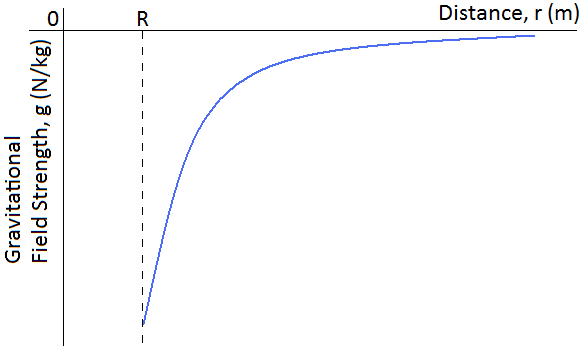 0
R
Distance, r (m)
Gravitational
Field Strength, g (N/kg)